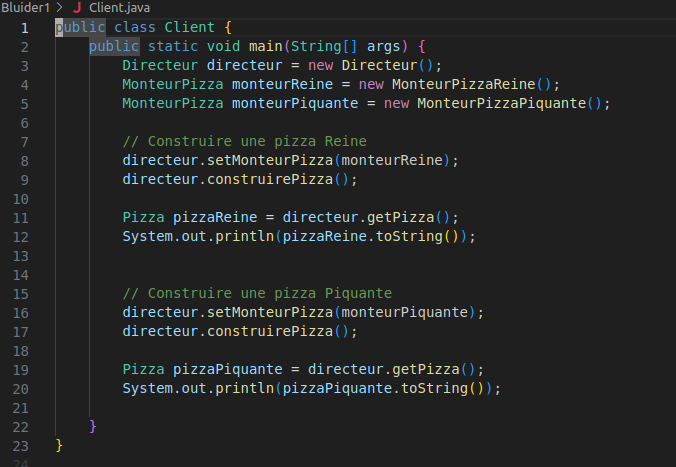 Bluider1 > J Client.java
1 public class Client {
2 public static void main(String[] args) {
3 Directeur directeur = new Directeur();
4 MonteurPizza monteurReine = new MonteurPizzaReine();
5 MonteurPizza monteurPiquante = new MonteurPizzaPiquante();
6
7 // Construire une pizza Reine
8 directeur.setMonteurPizza(monteurReine);
9 directeur.construirePizza();
10
11 Pizza pizzaReine = directeur.getPizza();
12 System.out.println(pizzaReine.toString());
13
14
15 // Construire une pizza Piquante
16 directeur.setMonteurPizza(monteurPiquante);
17 directeur.construirePizza();
18
19 Pizza pizzaPiquante = directeur.getPizza();
20 System.out.println(pizzaPiquante.toString());
21
22 }
23 }
24